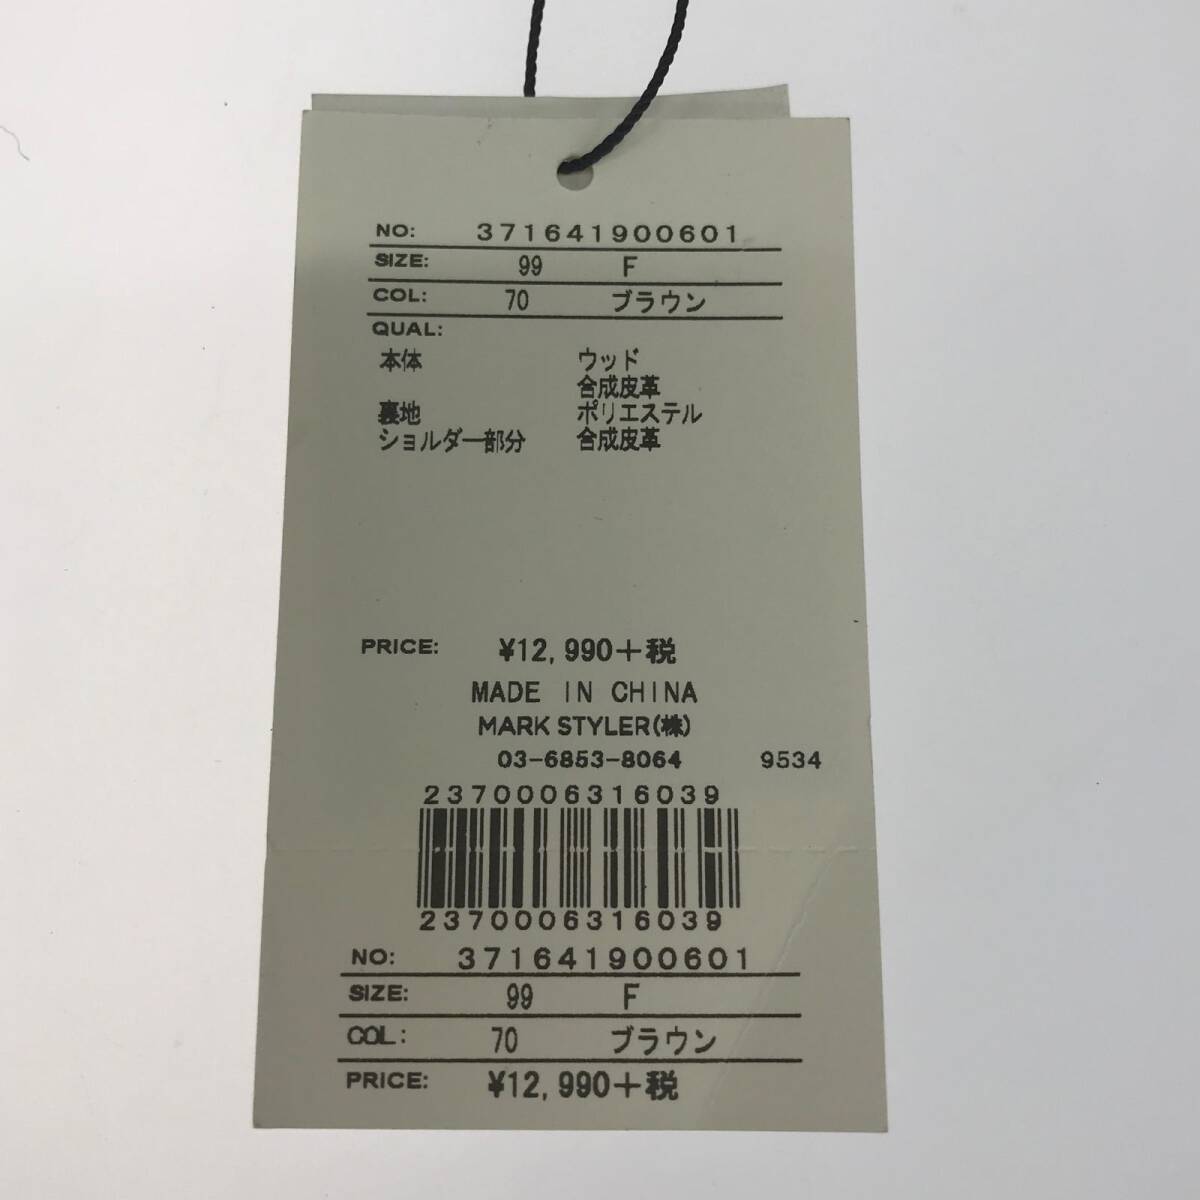 NO: 371641900601
SIZE: 99 F
COL: 70 ブラウン
QUAL:
本体 ウッド
合成皮革
裏地 ポリエステル
ショルダー部分 合成皮革
PRICE: ¥12,990+税
MADE IN CHINA
MARK STYLER(株)
03-6853-8064 9534
2370006316039
2370006316039
NO: 371641900601
SIZE: 99 F
COL: 70 ブラウン
PRICE: ¥12,990+税